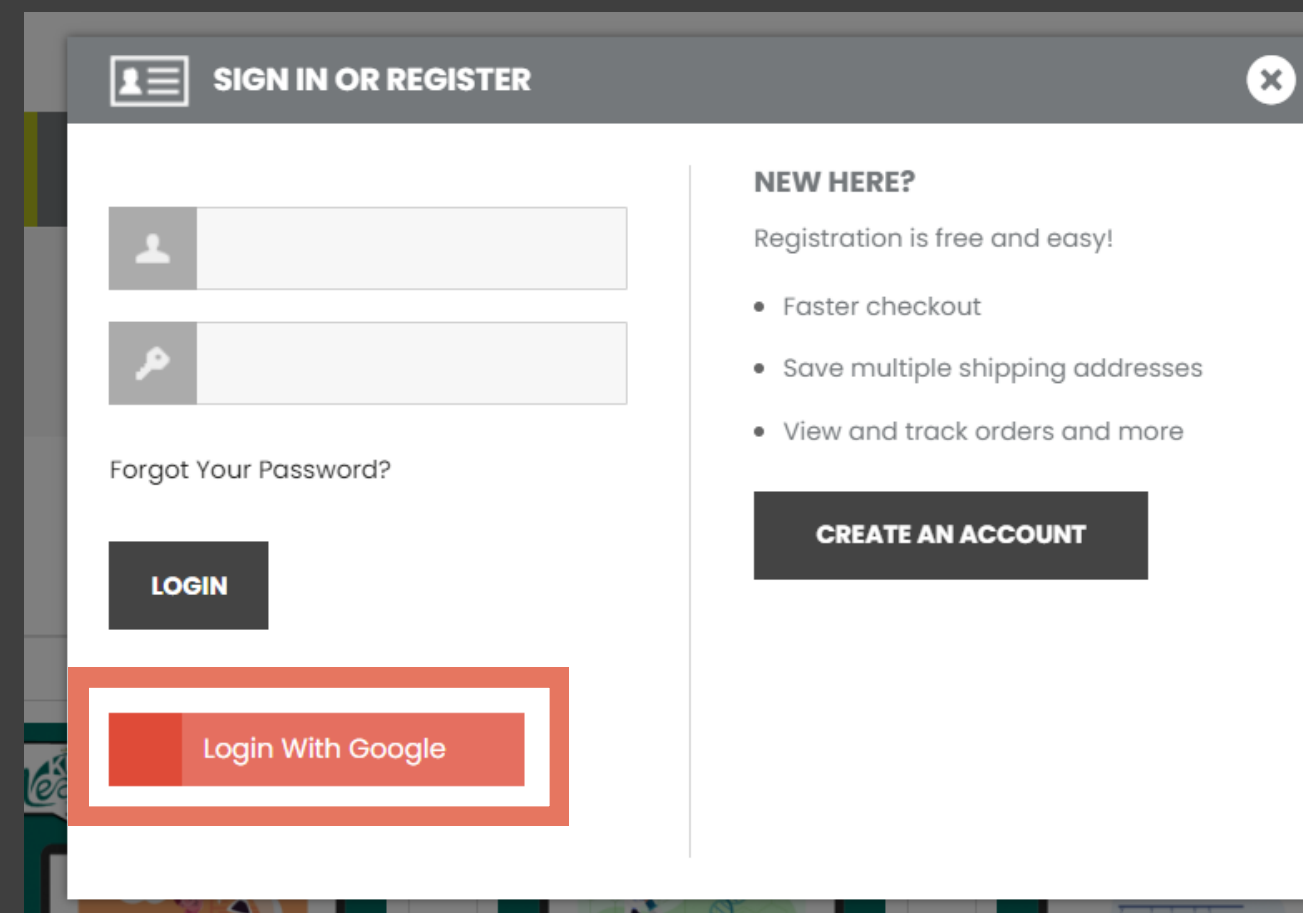 SIGN IN OR REGISTER
Forgot Your Password?
LOGIN
Login With Google
NEW HERE?
Registration is free and easy!
Faster checkout
Save multiple shipping addresses
View and track orders and more
CREATE AN ACCOUNT